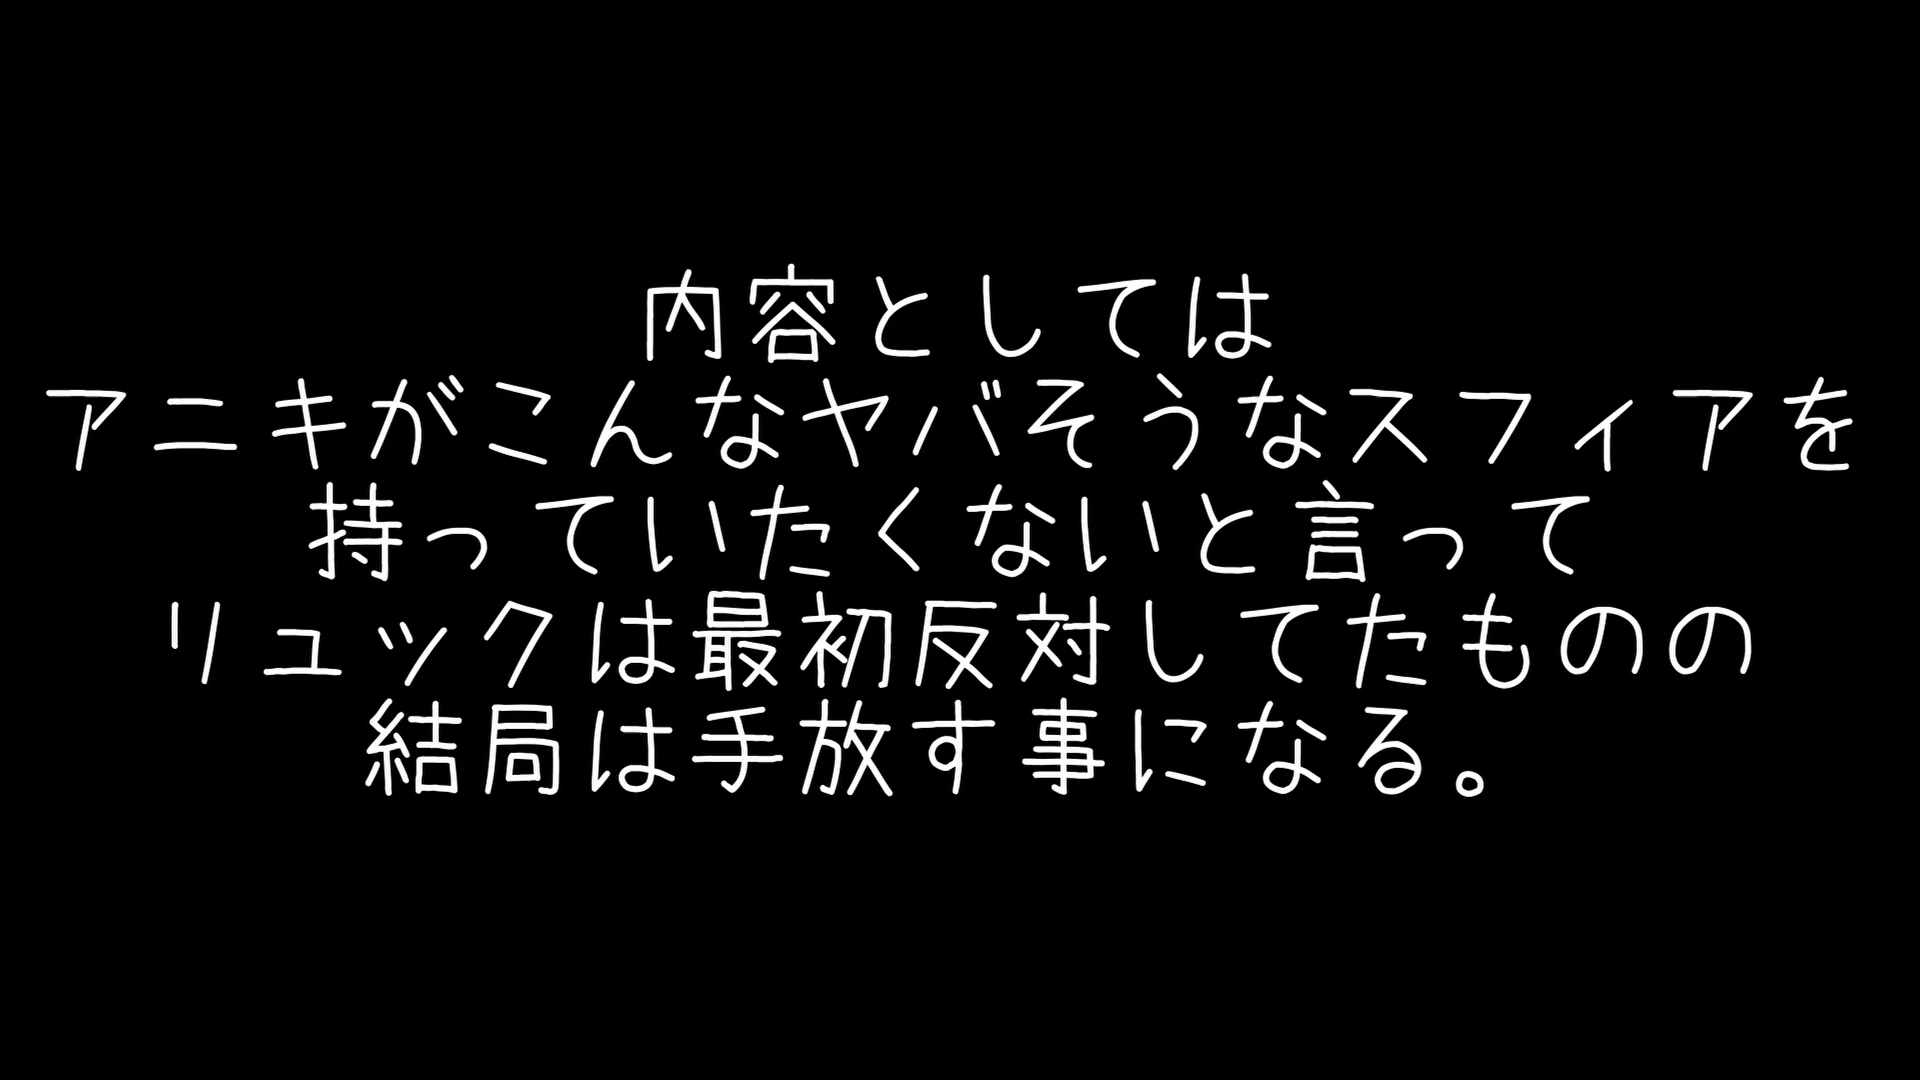 内容としては
アニキがこんなヤバそうなスフィアを
持っていたくないと言って
リュックは最初反対してたものの
結局は手放す事になる。